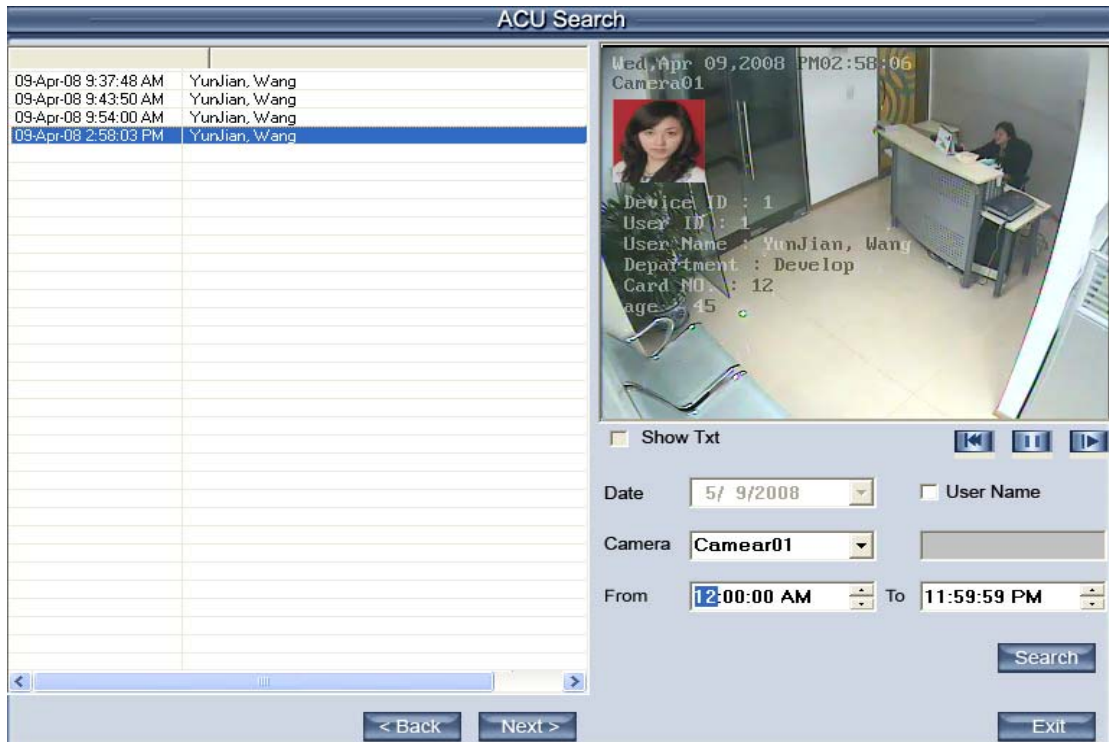 ACU Search
09-Apr-08 9:37:48 AM YunJian, Wang
09-Apr-08 9:43:50 AM YunJian, Wang
09-Apr-08 9:54:00 AM YunJian, Wang
09-Apr-08 2:58:03 PM YunJian, Wang
Wed,Apr 09,2008 PM02:58:06
Camera01
Device ID : 1
User ID : 1
User Name : YunJian, Wang
Department : Develop
Card NO. : 12
age : 45
Show Txt
Date 5/ 9/2008 User Name
Camera Camear01
From 12:00:00 AM To 11:59:59 PM
Search
< Back Next > Exit